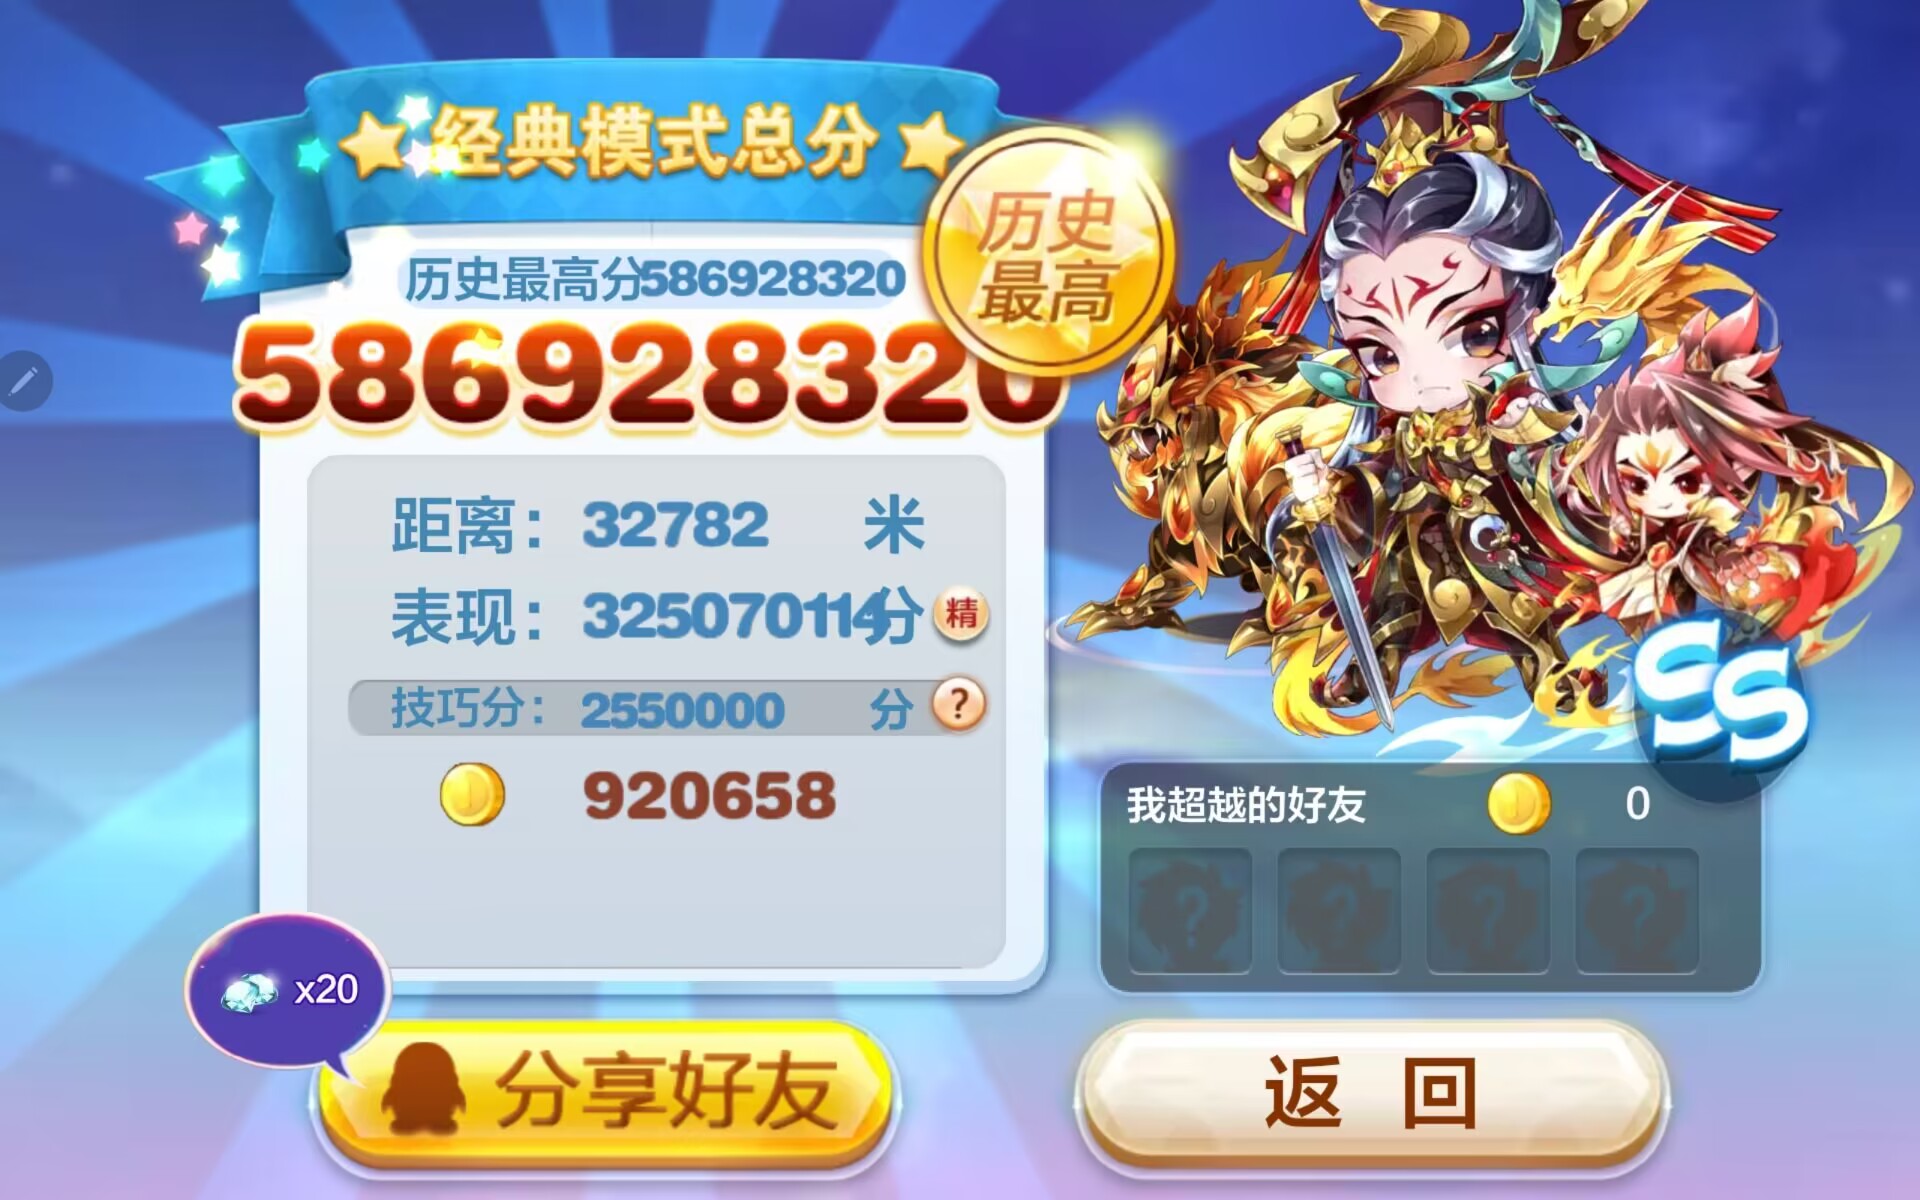 经典模式总分
历史最高
历史最高分586928320
586928320
距离：32782 米
表现：325070114分 精
技巧分：2550000 分 ?
920658
SS
我超越的好友 0
? ? ? ?
x20
分享好友
返回